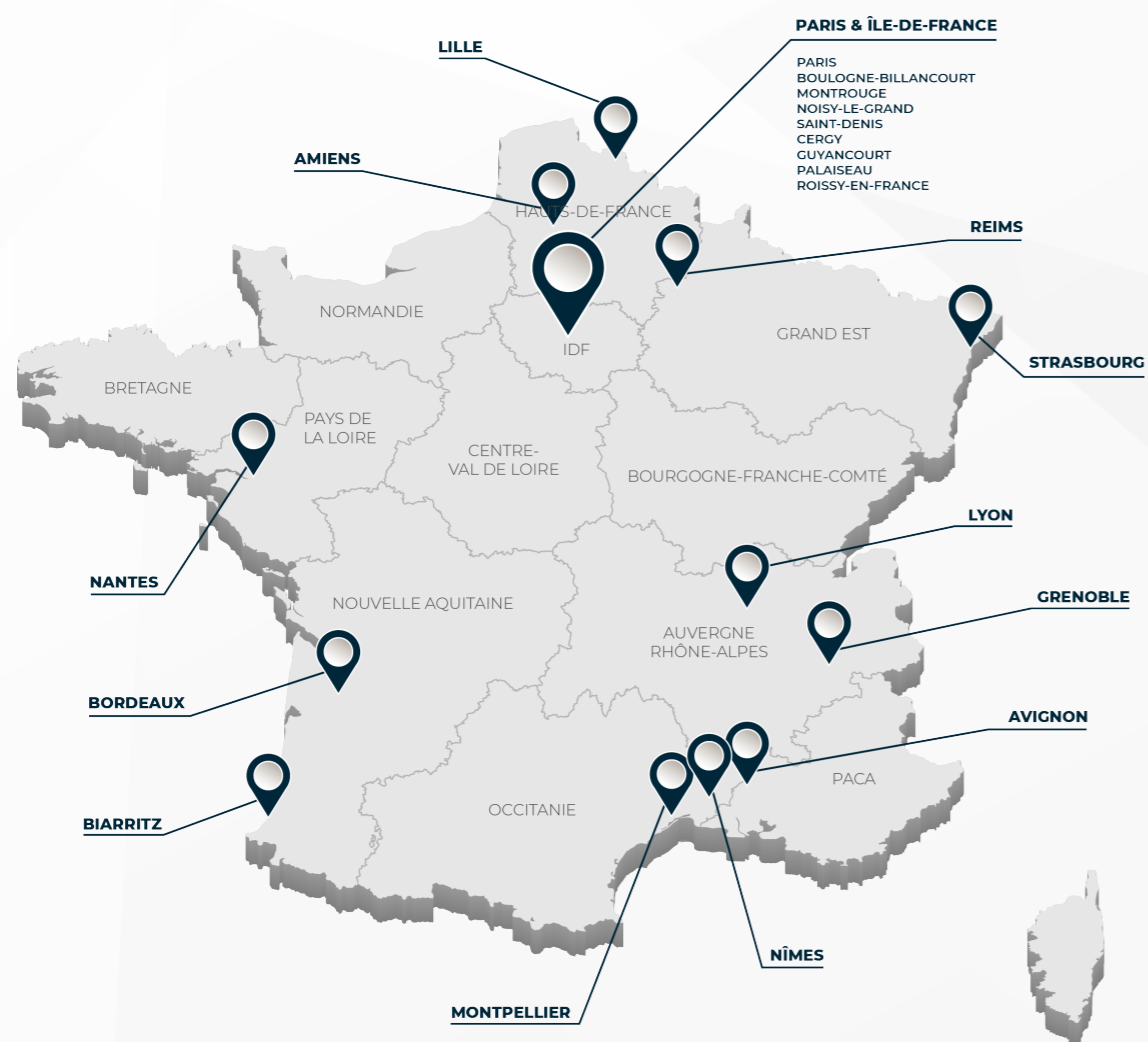 PARIS & ÎLE-DE-FRANCE
LILLE
PARIS
BOULOGNE-BILLANCOURT
MONTROUGE
NOISY-LE-GRAND
SAINT-DENIS
CERGY
GUYANCOURT
PALAISEAU
ROISSY-EN-FRANCE
AMIENS
HAUTS-DE-FRANCE
REIMS
NORMANDIE
GRAND EST
IDF
STRASBOURG
BRETAGNE
PAYS DE
LA LOIRE
CENTRE-
VAL DE LOIRE
BOURGOGNE-FRANCHE-COMTÉ
LYON
NANTES
NOUVELLE AQUITAINE
GRENOBLE
AUVERGNE
RHÔNE-ALPES
BORDEAUX
AVIGNON
PACA
OCCITANIE
BIARRITZ
NÎMES
MONTPELLIER